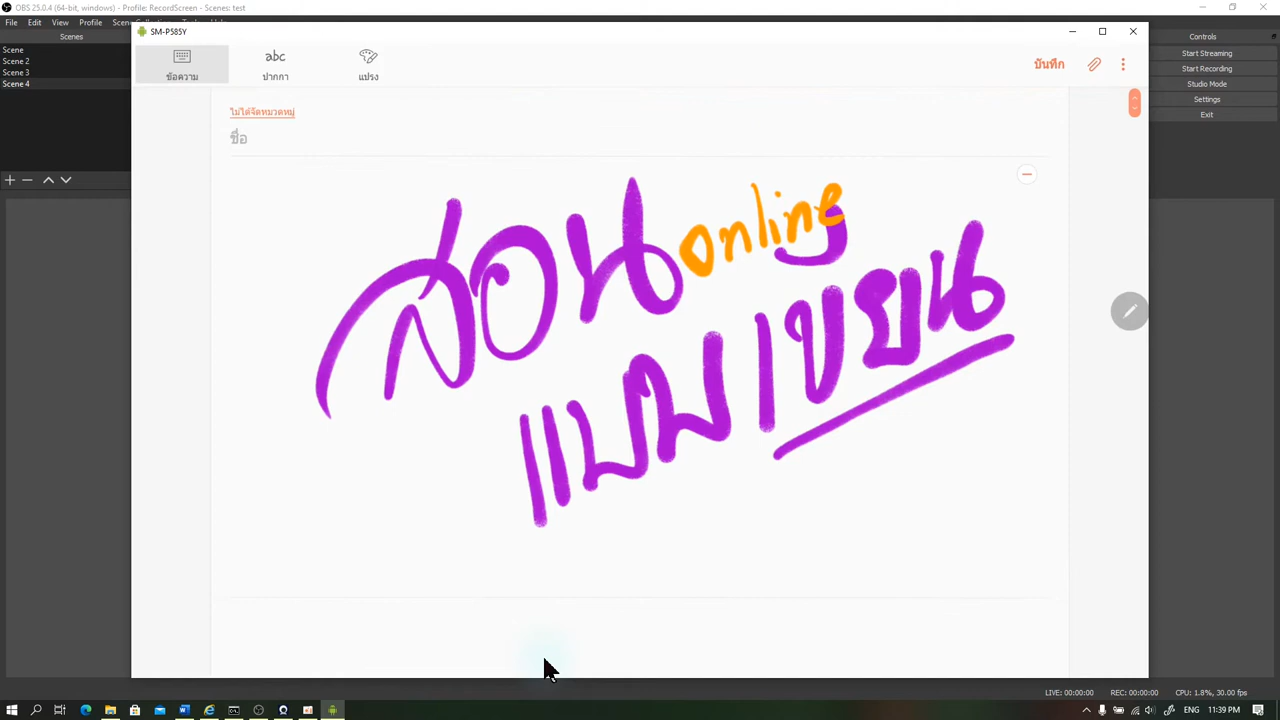 OBS 25.0.4 (64-bit, windows) - Profile: RecordScreen - Scenes: test
File Edit View Profile
Scenes
Scene
Scene 2
Scene 3
Scene 4
SM-P585Y
ข้อความ
abc
ปากกา
แปรง
บันทึก
ไม่ได้จัดหมวดหมู่
ชื่อ
สอน online
แบบเขียน
Controls
Start Streaming
Start Recording
Studio Mode
Settings
Exit
LIVE: 00:00:00 REC: 00:00:00 CPU: 1.8%, 30.00 fps
11:39 PM